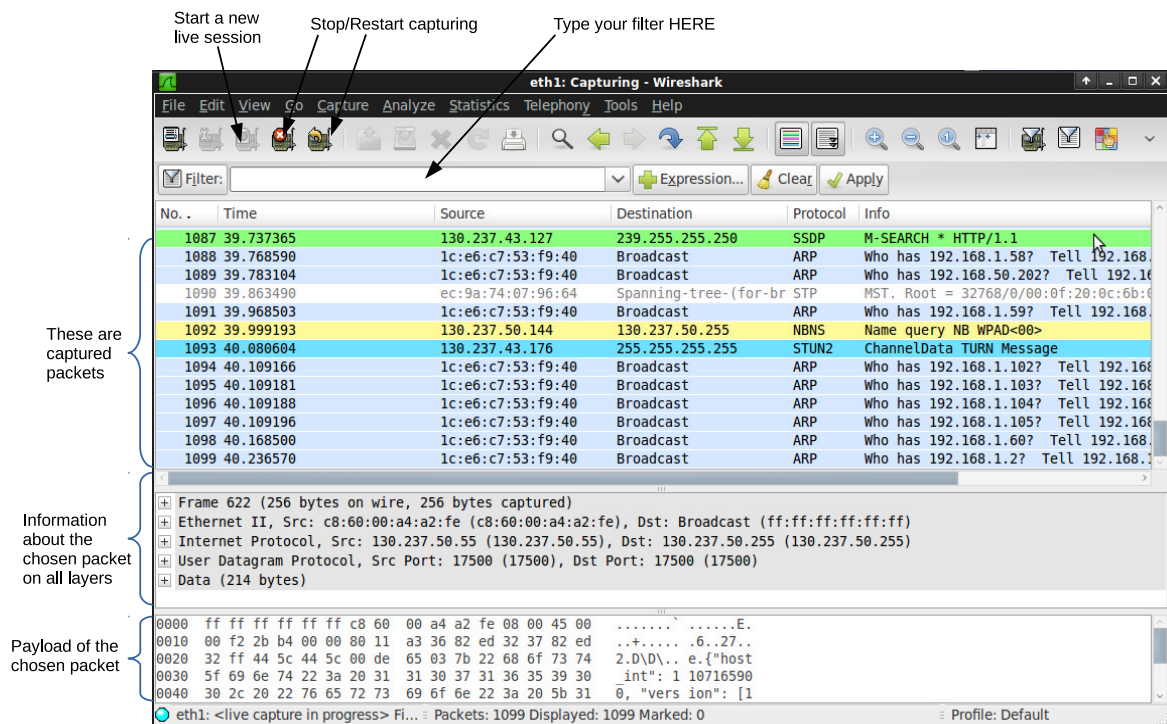 Start a new
live session
Stop/Restart capturing
Type your filter HERE
eth1: Capturing - Wireshark
File Edit View Go Capture Analyze Statistics Telephony Tools Help
Filter: Expression... Clear Apply
No. . Time Source Destination Protocol Info
1087 39.737365 130.237.43.127 239.255.255.250 SSDP M-SEARCH * HTTP/1.1
1088 39.768590 1c:e6:c7:53:f9:40 Broadcast ARP Who has 192.168.1.58? Tell 192.168.
1089 39.783104 1c:e6:c7:53:f9:40 Broadcast ARP Who has 192.168.50.202? Tell 192.16
1090 39.863490 ec:9a:74:07:96:64 Spanning-tree-(for-br STP MST. Root = 32768/0/00:0f:20:0c:6b:
1091 39.968503 1c:e6:c7:53:f9:40 Broadcast ARP Who has 192.168.1.59? Tell 192.168.
1092 39.999193 130.237.50.144 130.237.50.255 NBNS Name query NB WPAD<00>
1093 40.080604 130.237.43.176 255.255.255.255 STUN2 ChannelData TURN Message
1094 40.109166 1c:e6:c7:53:f9:40 Broadcast ARP Who has 192.168.1.102? Tell 192.168
1095 40.109181 1c:e6:c7:53:f9:40 Broadcast ARP Who has 192.168.1.103? Tell 192.168
1096 40.109188 1c:e6:c7:53:f9:40 Broadcast ARP Who has 192.168.1.104? Tell 192.168
1097 40.109196 1c:e6:c7:53:f9:40 Broadcast ARP Who has 192.168.1.105? Tell 192.168
1098 40.168500 1c:e6:c7:53:f9:40 Broadcast ARP Who has 192.168.1.60? Tell 192.168.
1099 40.236570 1c:e6:c7:53:f9:40 Broadcast ARP Who has 192.168.1.2? Tell 192.168.1
These are
captured
packets
Frame 622 (256 bytes on wire, 256 bytes captured)
Ethernet II, Src: c8:60:00:a4:a2:fe (c8:60:00:a4:a2:fe), Dst: Broadcast (ff:ff:ff:ff:ff:ff)
Internet Protocol, Src: 130.237.50.55 (130.237.50.55), Dst: 130.237.50.255 (130.237.50.255)
User Datagram Protocol, Src Port: 17500 (17500), Dst Port: 17500 (17500)
Data (214 bytes)
Information
about the
chosen packet
on all layers
0000 ff ff ff ff ff ff c8 60 00 a4 a2 fe 08 00 45 00 .......` ......E.
0010 00 f2 2b b4 00 00 80 11 a3 36 82 ed 32 37 82 ed ..+..... .6..27..
0020 32 ff 44 5c 44 5c 00 de 65 03 7b 22 68 6f 73 74 2.D\D\.. e.{"host
0030 5f 69 6e 74 22 3a 20 31 31 30 37 31 36 35 39 30 _int": 1 10716590
0040 30 2c 20 22 76 65 72 73 69 6f 6e 22 3a 20 5b 31 0, "vers ion": [1
Payload of the
chosen packet
eth1: <live capture in progress> Fi... Packets: 1099 Displayed: 1099 Marked: 0 Profile: Default